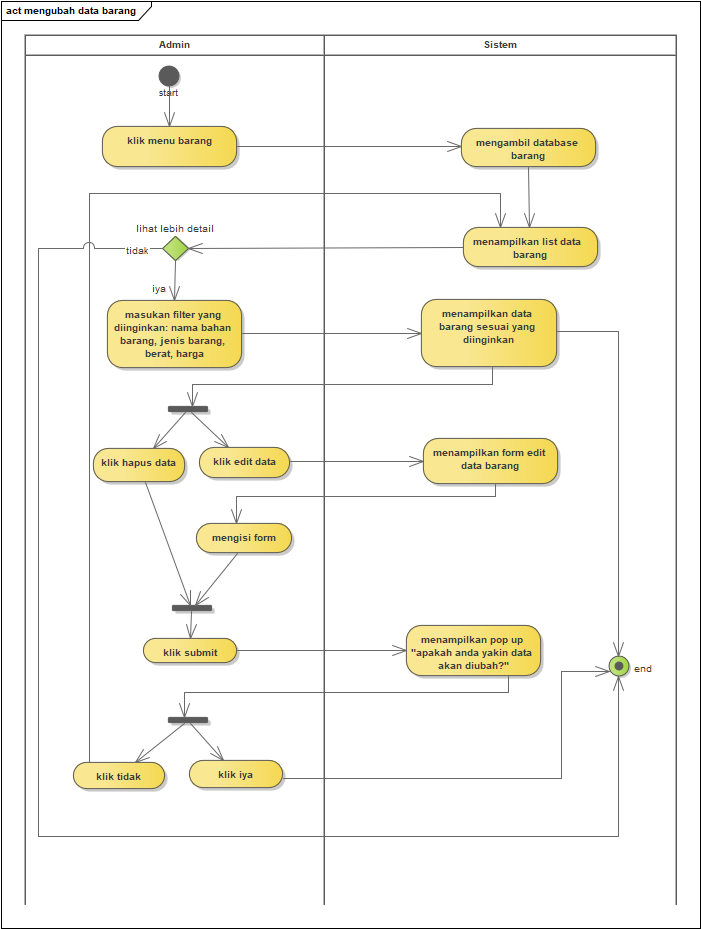 act mengubah data barang
Admin
Sistem
start
klik menu barang
mengambil database
barang
lihat lebih detail
tidak
menampilkan list data
barang
iya
masukan filter yang
diinginkan: nama bahan
barang, jenis barang,
berat, harga
menampilkan data
barang sesuai yang
diinginkan
klik hapus data
klik edit data
menampilkan form edit
data barang
mengisi form
klik submit
menampilkan pop up
"apakah anda yakin data
akan diubah?"
end
klik tidak
klik iya